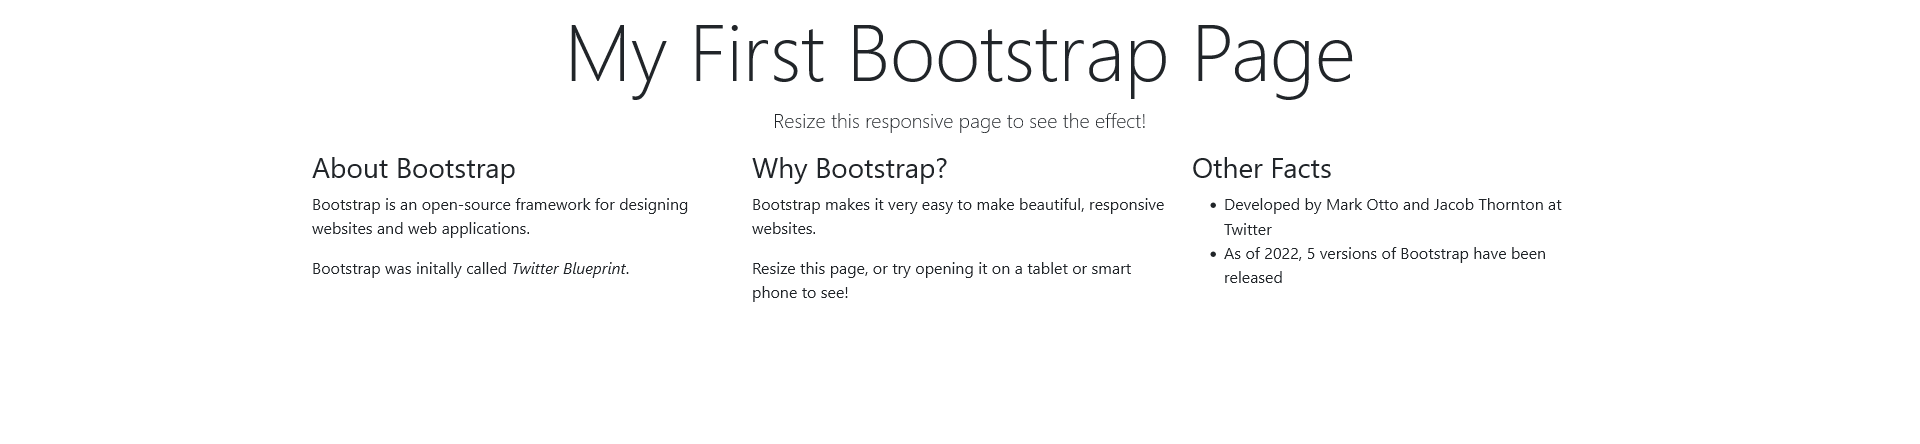 My First Bootstrap Page
Resize this responsive page to see the effect!
About Bootstrap
Bootstrap is an open-source framework for designing
websites and web applications.
Bootstrap was initally called Twitter Blueprint.
Why Bootstrap?
Bootstrap makes it very easy to make beautiful, responsive
websites.
Resize this page, or try opening it on a tablet or smart
phone to see!
Other Facts
• Developed by Mark Otto and Jacob Thornton at
Twitter
• As of 2022, 5 versions of Bootstrap have been
released